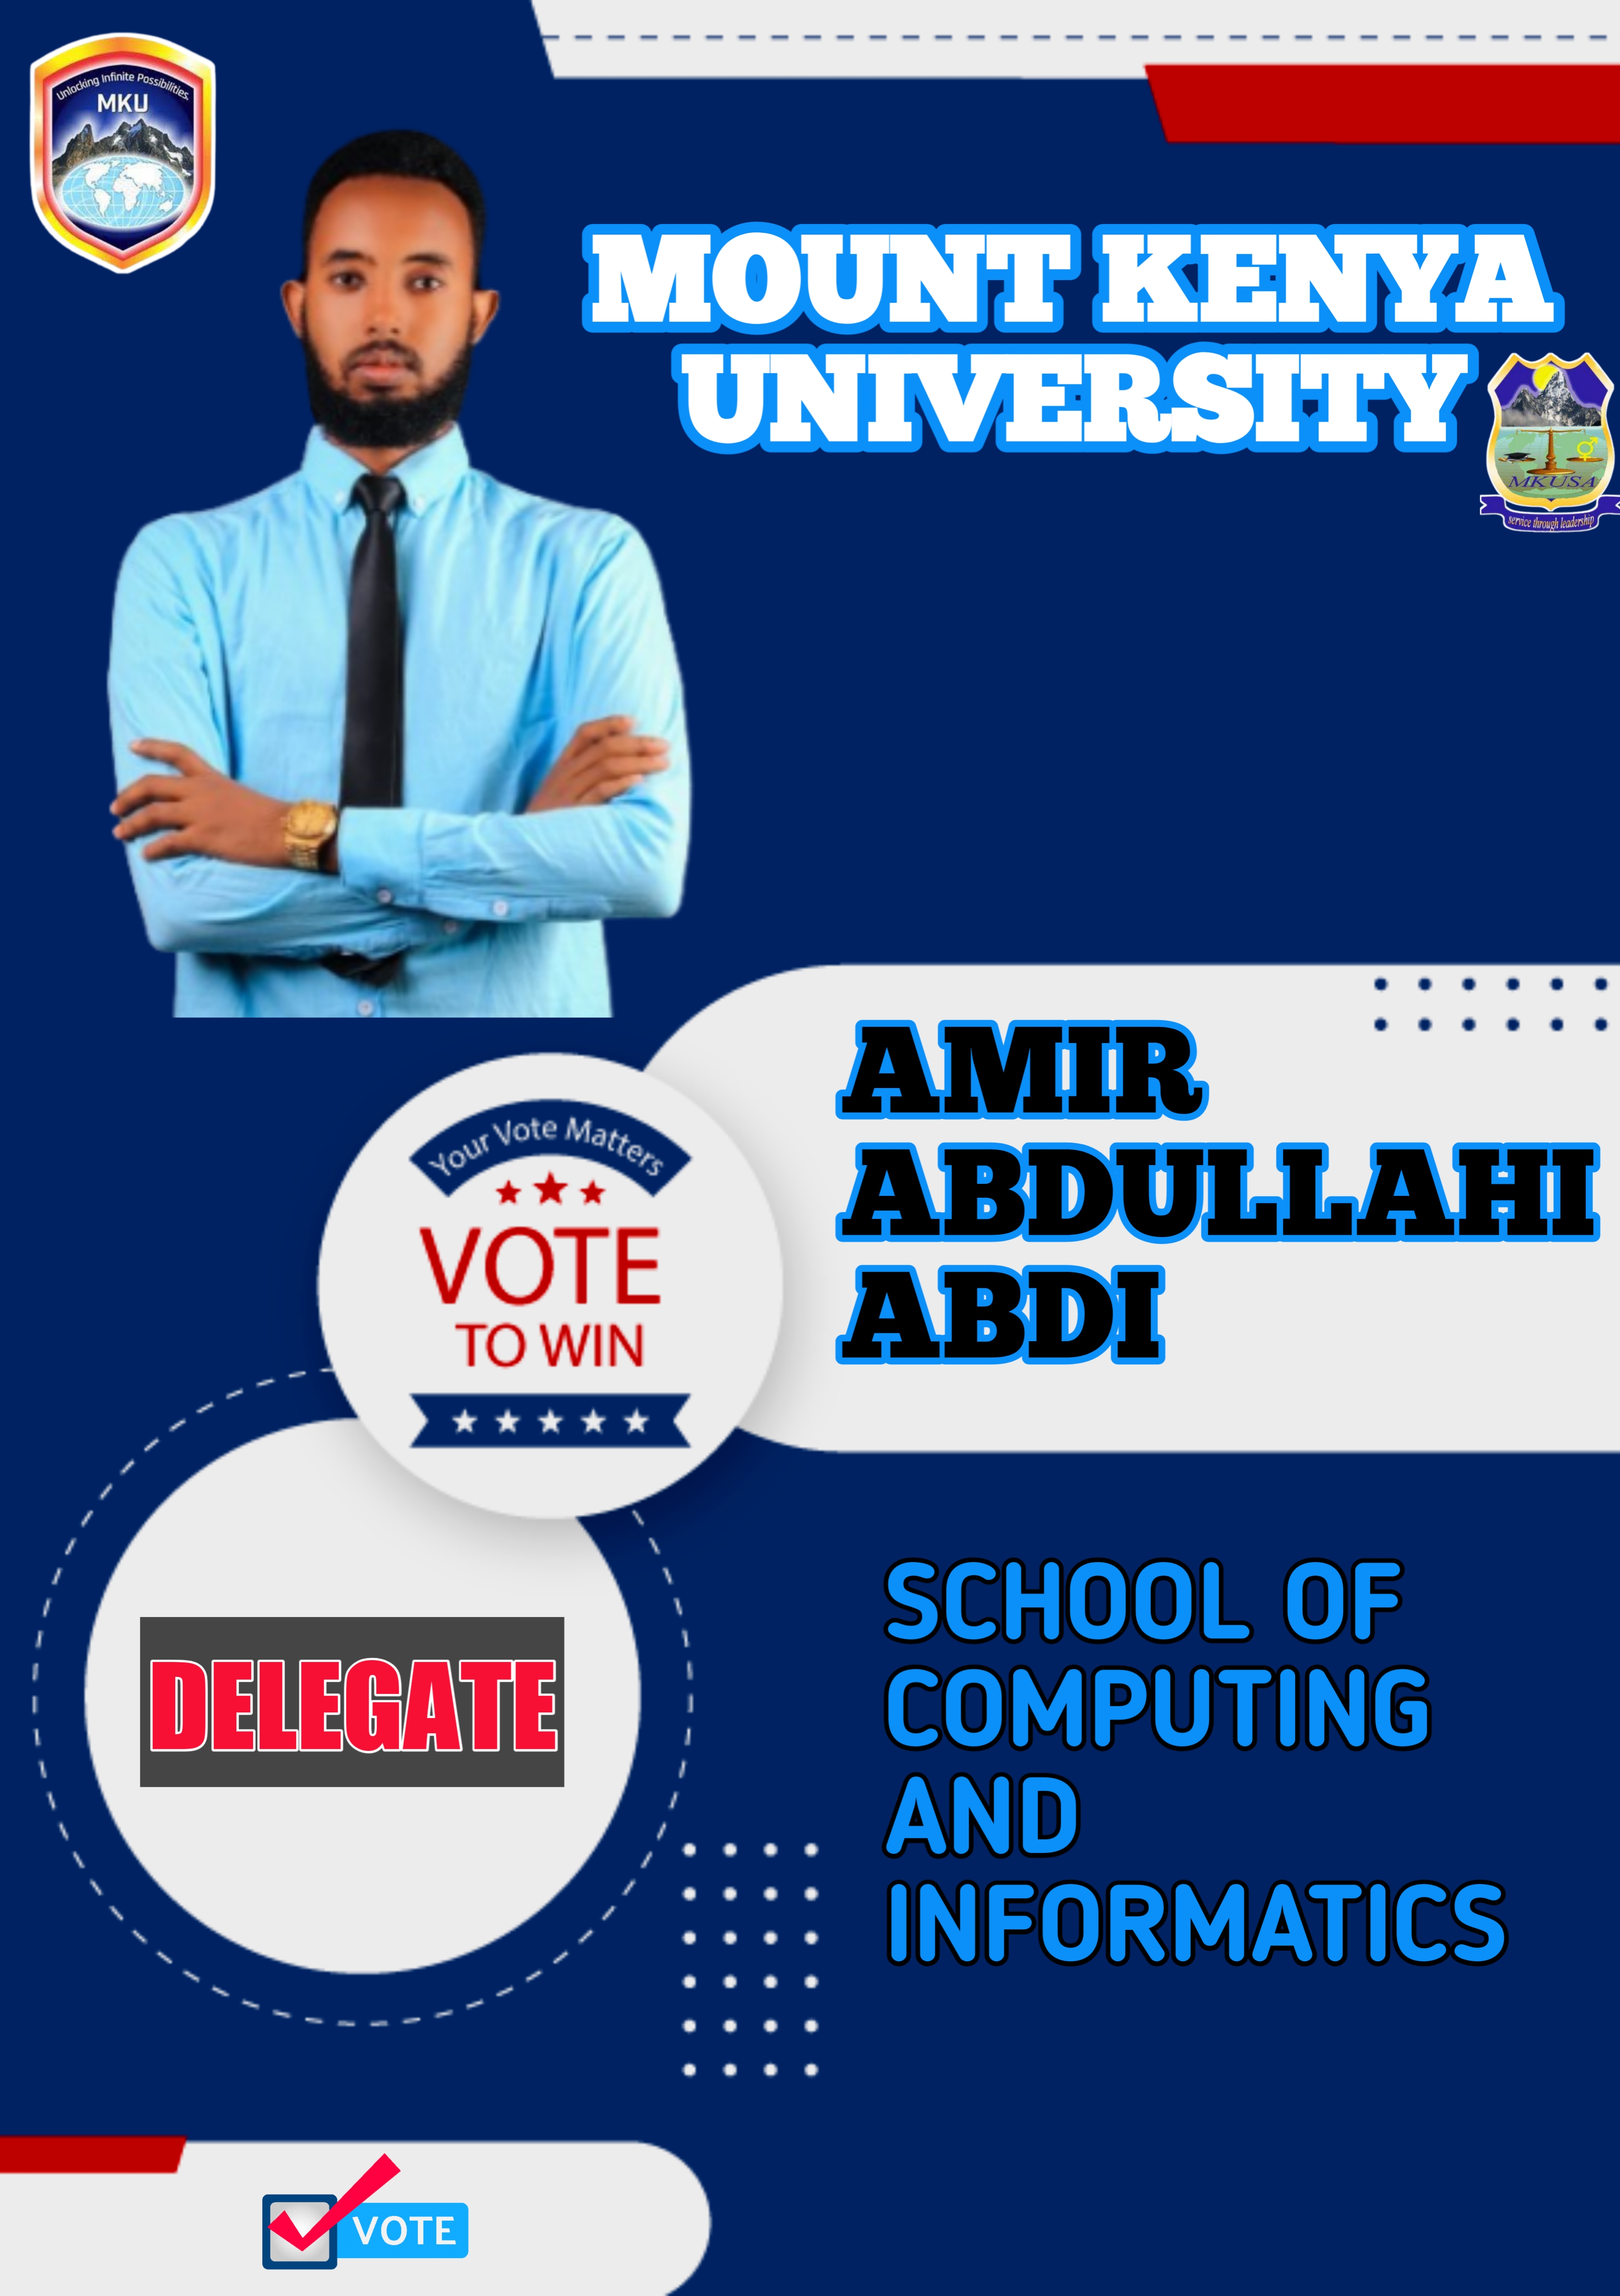 Unlocking Infinite Possibilities
MKU
MOUNT KENYA
UNIVERSITY
MKUSA
service through leadership
AMIR
ABDULLAHI
ABDI
Your Vote Matters
VOTE
TO WIN
DELEGATE
SCHOOL OF
COMPUTING
AND
INFORMATICS
VOTE